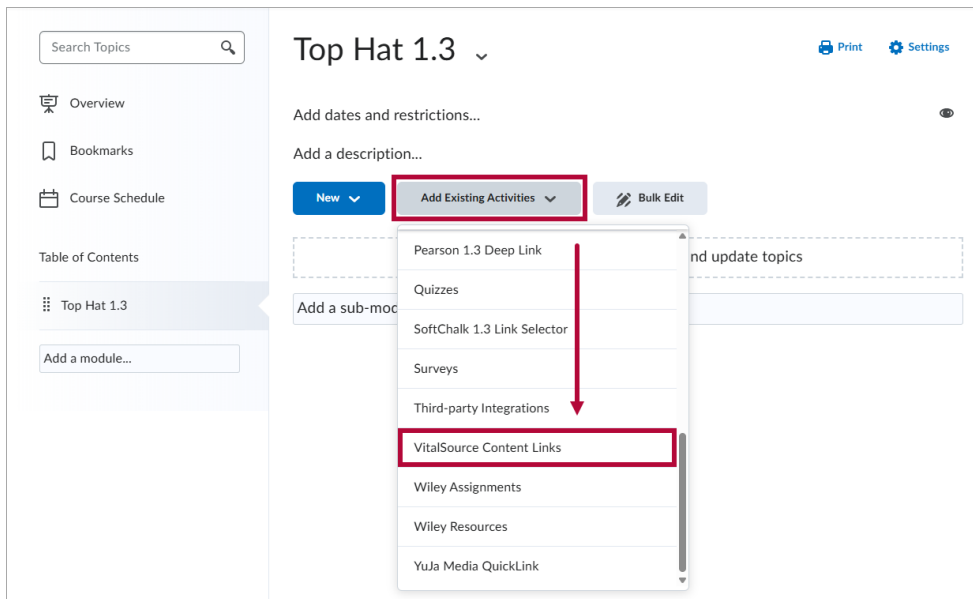 Search Topics
Overview
Bookmarks
Course Schedule
Table of Contents
Top Hat 1.3
Add a module...
Top Hat 1.3
Print
Settings
Add dates and restrictions...
Add a description...
New
Add Existing Activities
Bulk Edit
nd update topics
Add a sub-mod
Pearson 1.3 Deep Link
Quizzes
SoftChalk 1.3 Link Selector
Surveys
Third-party Integrations
VitalSource Content Links
Wiley Assignments
Wiley Resources
YuJa Media QuickLink